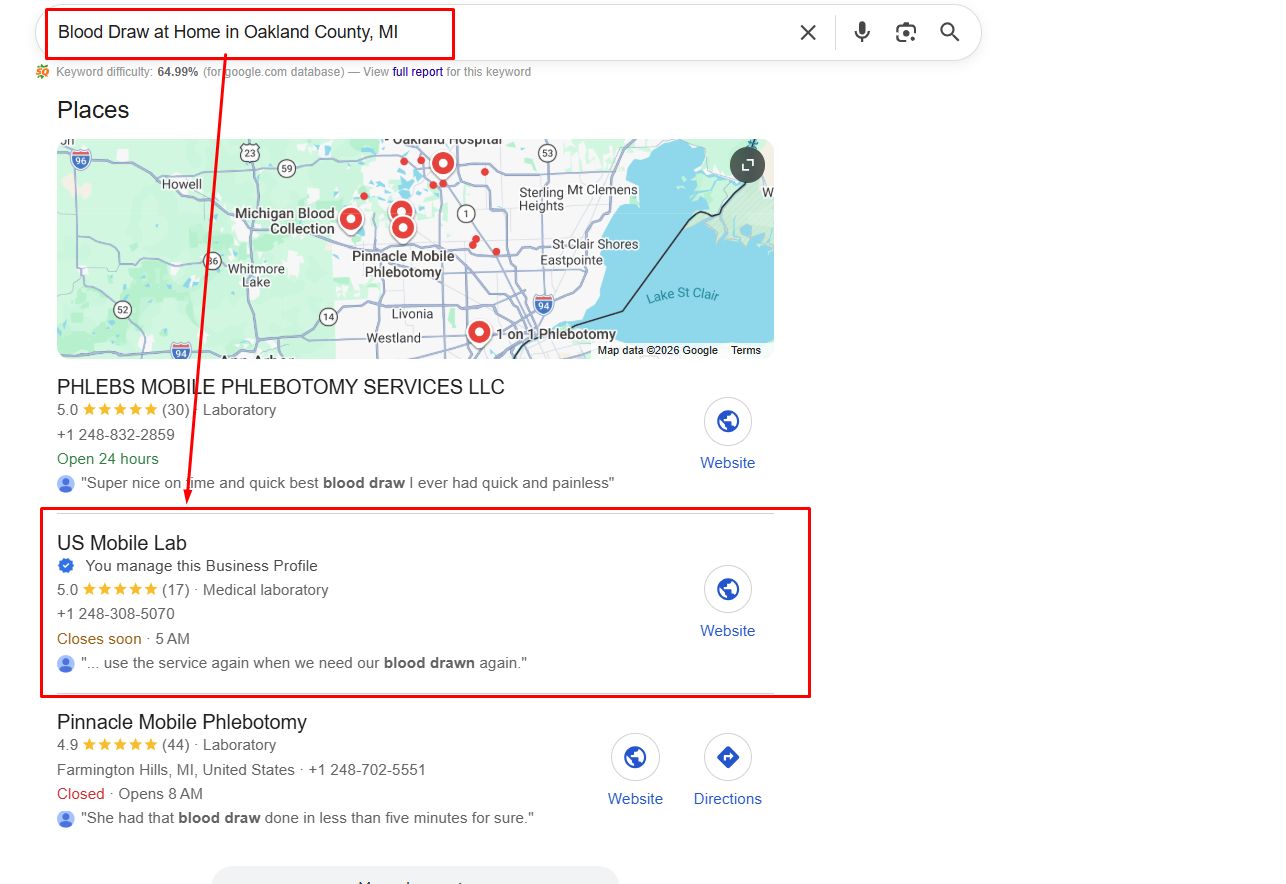 Blood Draw at Home in Oakland County, MI
Keyword difficulty: 64.99% (for google.com database) — View full report for this keyword
Places
Oakland Hospital
96
23
59
53
Howell
Sterling Heights
Mt Clemens
Michigan Blood Collection
1
36
Whitmore Lake
Pinnacle Mobile Phlebotomy
St Clair Shores
Eastpointe
52
14
Livonia
94
Lake St Clair
Westland
1 on 1 Phlebotomy
94
Map data ©2026 Google Terms
PHLEBS MOBILE PHLEBOTOMY SERVICES LLC
5.0 (30) · Laboratory
+1 248-832-2859
Open 24 hours
Website
"Super nice on time and quick best blood draw I ever had quick and painless"
US Mobile Lab
You manage this Business Profile
5.0 (17) · Medical laboratory
+1 248-308-5070
Closes soon · 5 AM
Website
"... use the service again when we need our blood drawn again."
Pinnacle Mobile Phlebotomy
4.9 (44) · Laboratory
Farmington Hills, MI, United States · +1 248-702-5551
Closed · Opens 8 AM
Website
Directions
"She had that blood draw done in less than five minutes for sure."